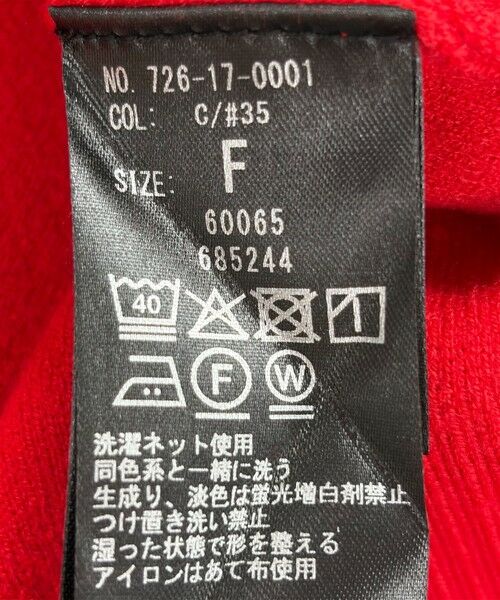 NO. 726-17-0001
COL: C/#35
SIZE: F
60065
685244
40
F W
洗濯ネット使用
同色系と一緒に洗う
生成り、淡色は蛍光増白剤禁止
つけ置き洗い禁止
湿った状態で形を整える
アイロンはあて布使用